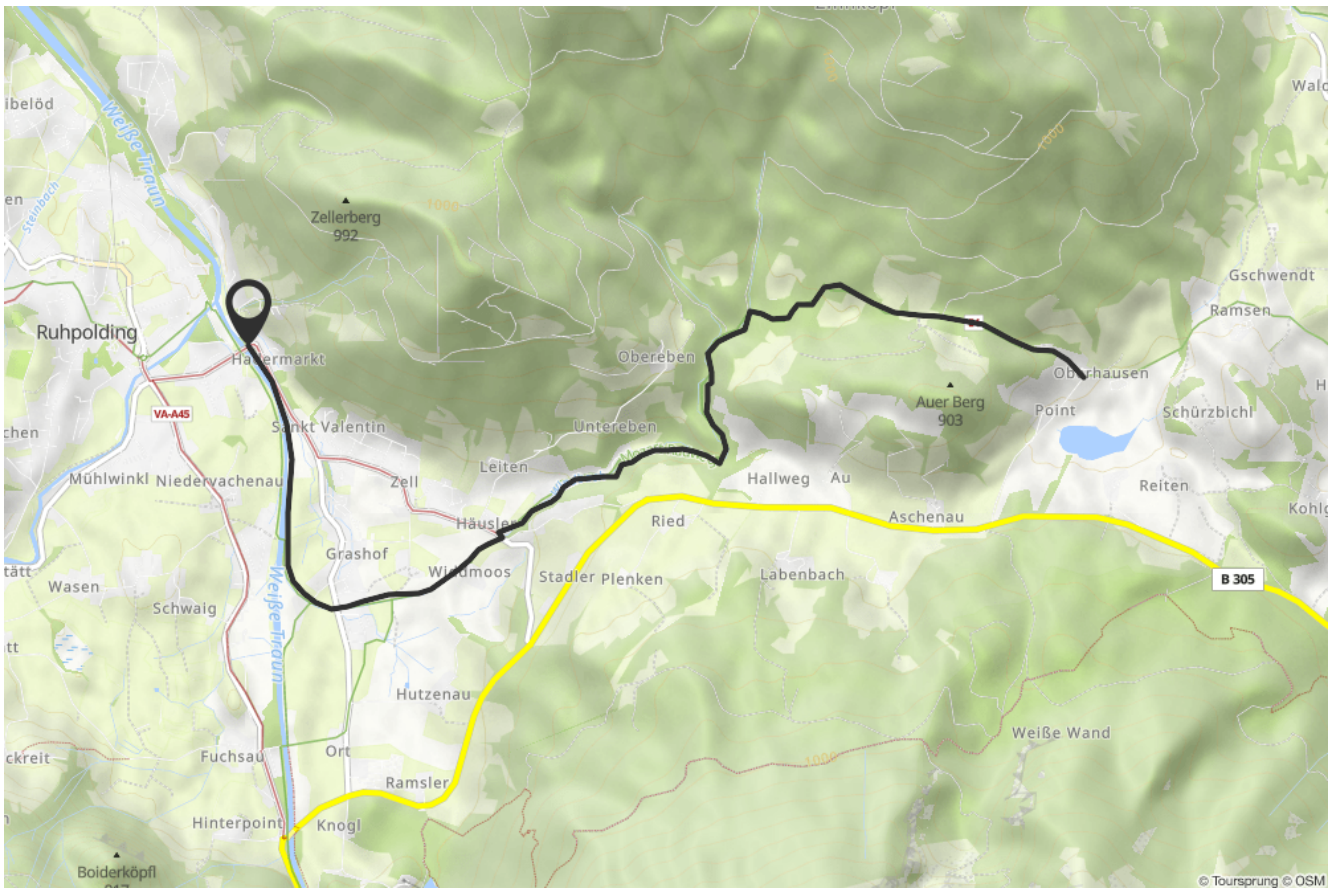 Weiße Traun
Steinbach
Zellerberg
992
1000
1000
Gschwendt
Ramsen
Ruhpolding
Hadermarkt
Obereben
Oberhausen
VA-A45
Sankt Valentin
Untereben
Auer Berg
903
Point
Schürzbichl
Leiten
Mühlwinkl
Niedervachenau
Zell
Hallweg
Au
Reiten
Häusler
Ried
Aschenau
Grashof
Widdmoos
Stadler
Plenken
Labenbach
B 305
Wasen
Schwaig
Weiße Traun
Hutzenau
Weiße Wand
Fuchsau
Ort
1000
Ramsler
Hinterpoint
Knogl
Boiderköpfl
© Toursprung © OSM